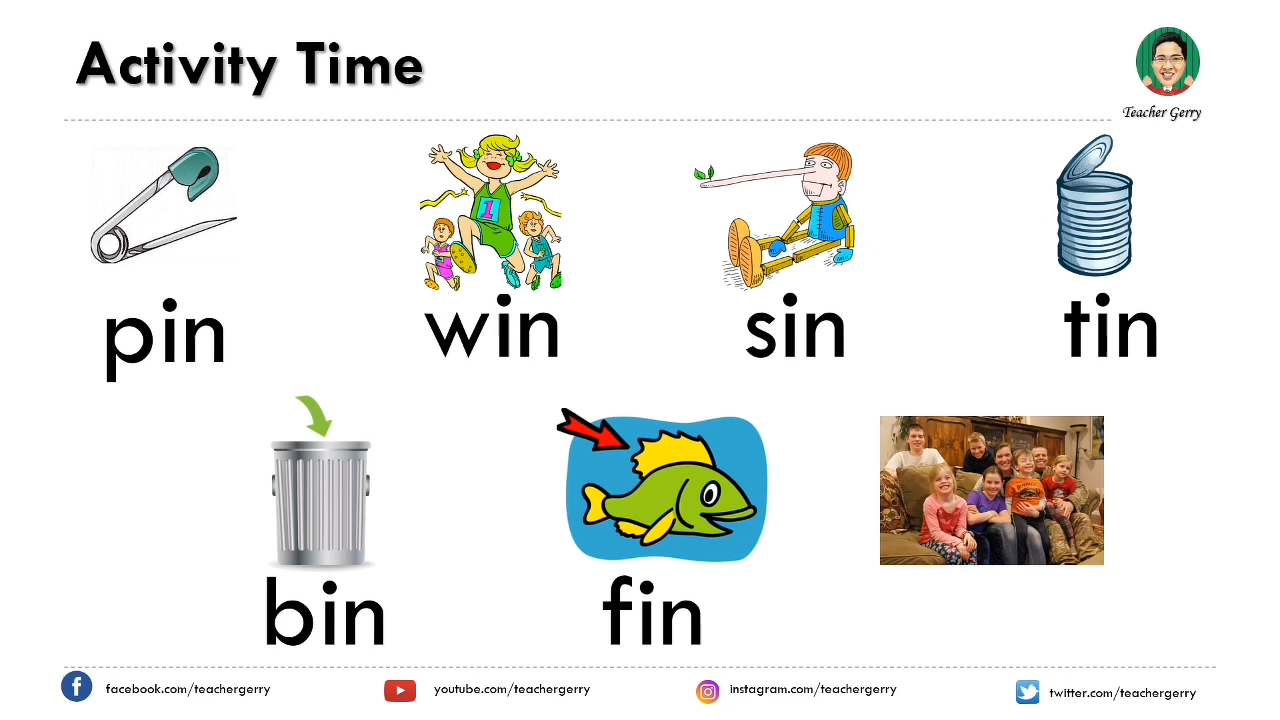 Activity Time
Teacher Gerry
pin
win
sin
tin
1
bin
fin
facebook.com/teachergerry
youtube.com/teachergerry
instagram.com/teachergerry
twitter.com/teachergerry